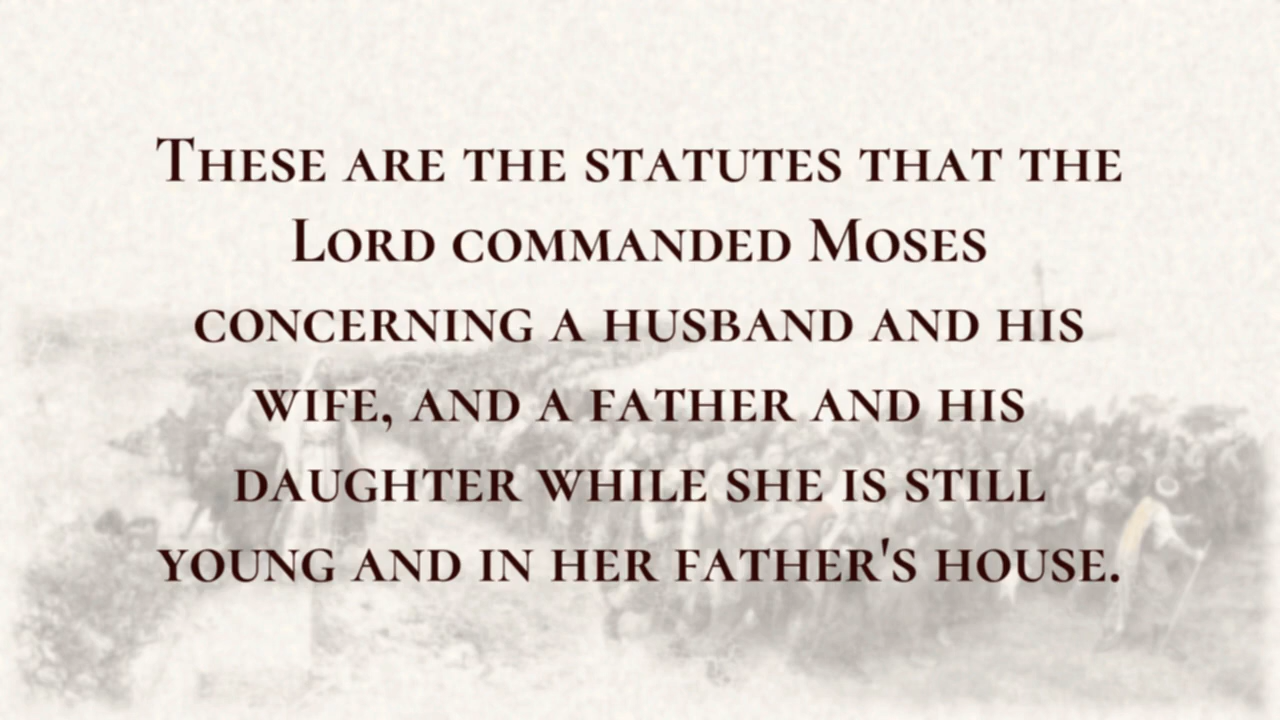 These are the statutes that the
Lord commanded Moses
concerning a husband and his
wife, and a father and his
daughter while she is still
young and in her father's house.